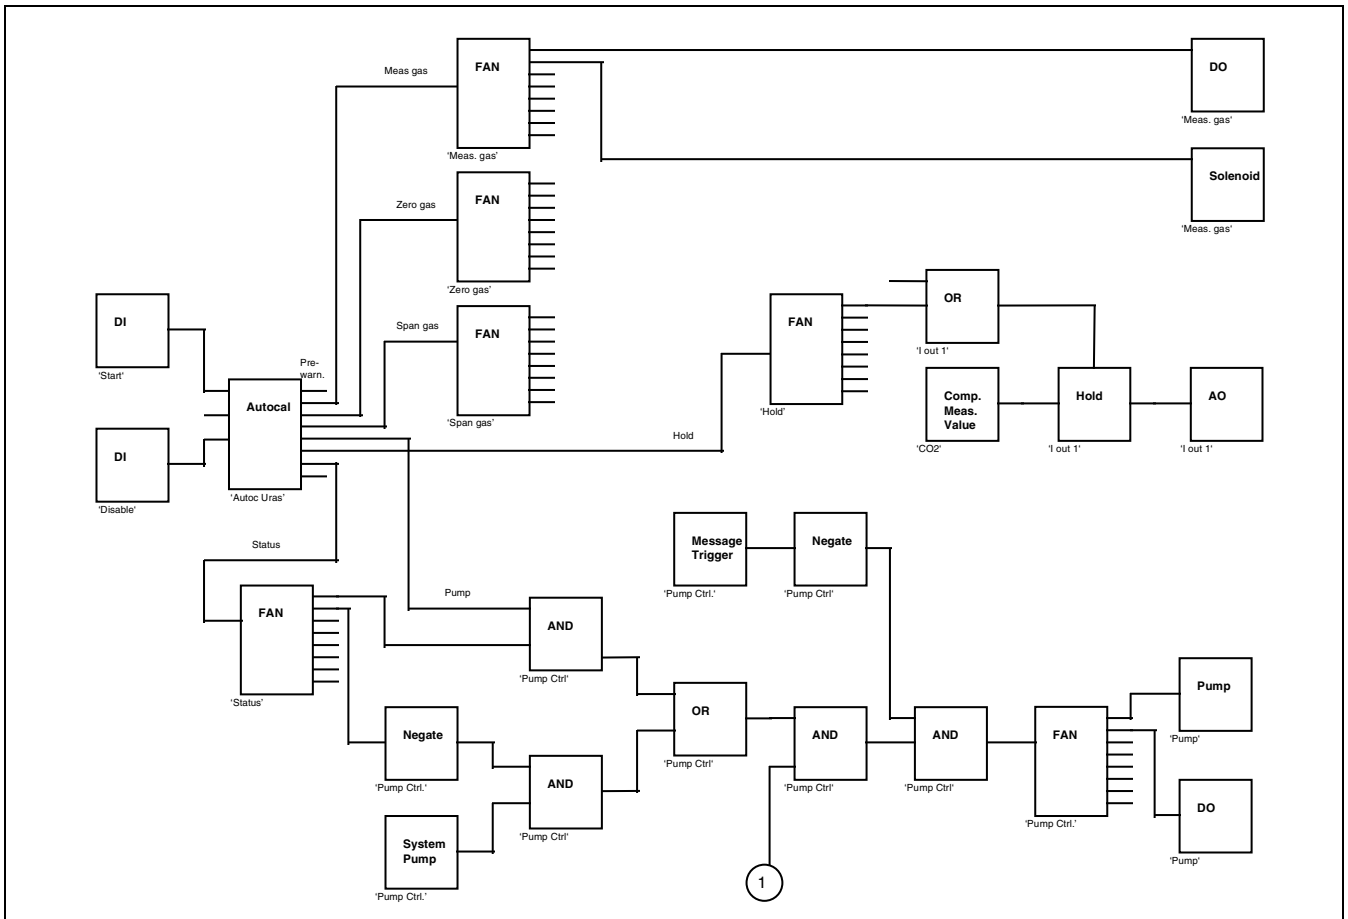 Meas gas
FAN
'Meas. gas'
DO
'Meas. gas'
Solenoid
'Meas. gas'
Zero gas
FAN
'Zero gas'
Span gas
FAN
'Span gas'
DI
'Start'
Pre-
warn.
Autocal
'Autoc Uras'
DI
'Disable'
Hold
FAN
'Hold'
OR
'I out 1'
Comp.
Meas.
Value
'CO2'
Hold
'I out 1'
AO
'I out 1'
Status
FAN
'Status'
Pump
AND
'Pump Ctrl'
Message
Trigger
'Pump Ctrl.'
Negate
'Pump Ctrl'
Negate
'Pump Ctrl.'
System
Pump
'Pump Ctrl.'
AND
'Pump Ctrl'
OR
'Pump Ctrl'
AND
'Pump Ctrl'
AND
'Pump Ctrl'
FAN
'Pump Ctrl.'
Pump
'Pump'
DO
'Pump'
1